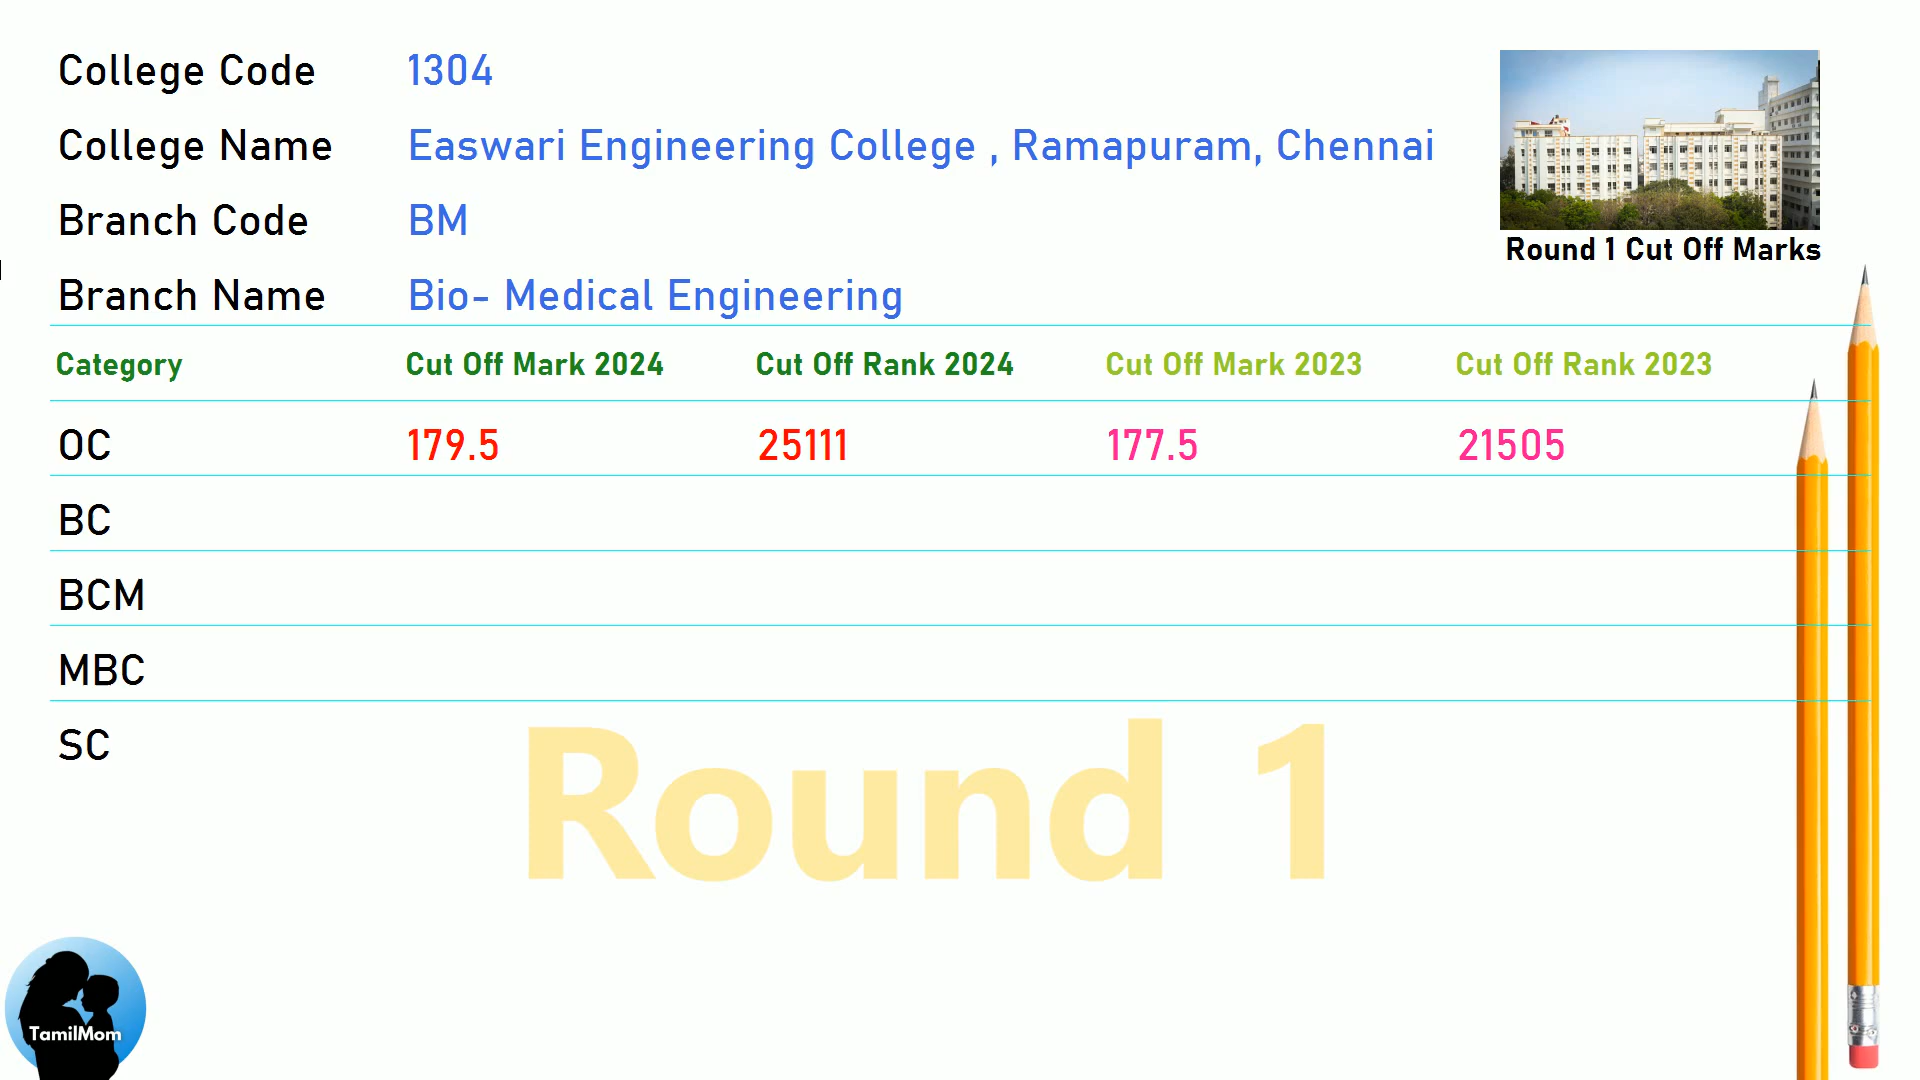 College Code 1304
College Name Easwari Engineering College , Ramapuram, Chennai
Branch Code BM
Branch Name Bio- Medical Engineering
Round 1 Cut Off Marks
Category Cut Off Mark 2024 Cut Off Rank 2024 Cut Off Mark 2023 Cut Off Rank 2023
OC 179.5 25111 177.5 21505
BC
BCM
MBC
SC
Round 1
TamilMom